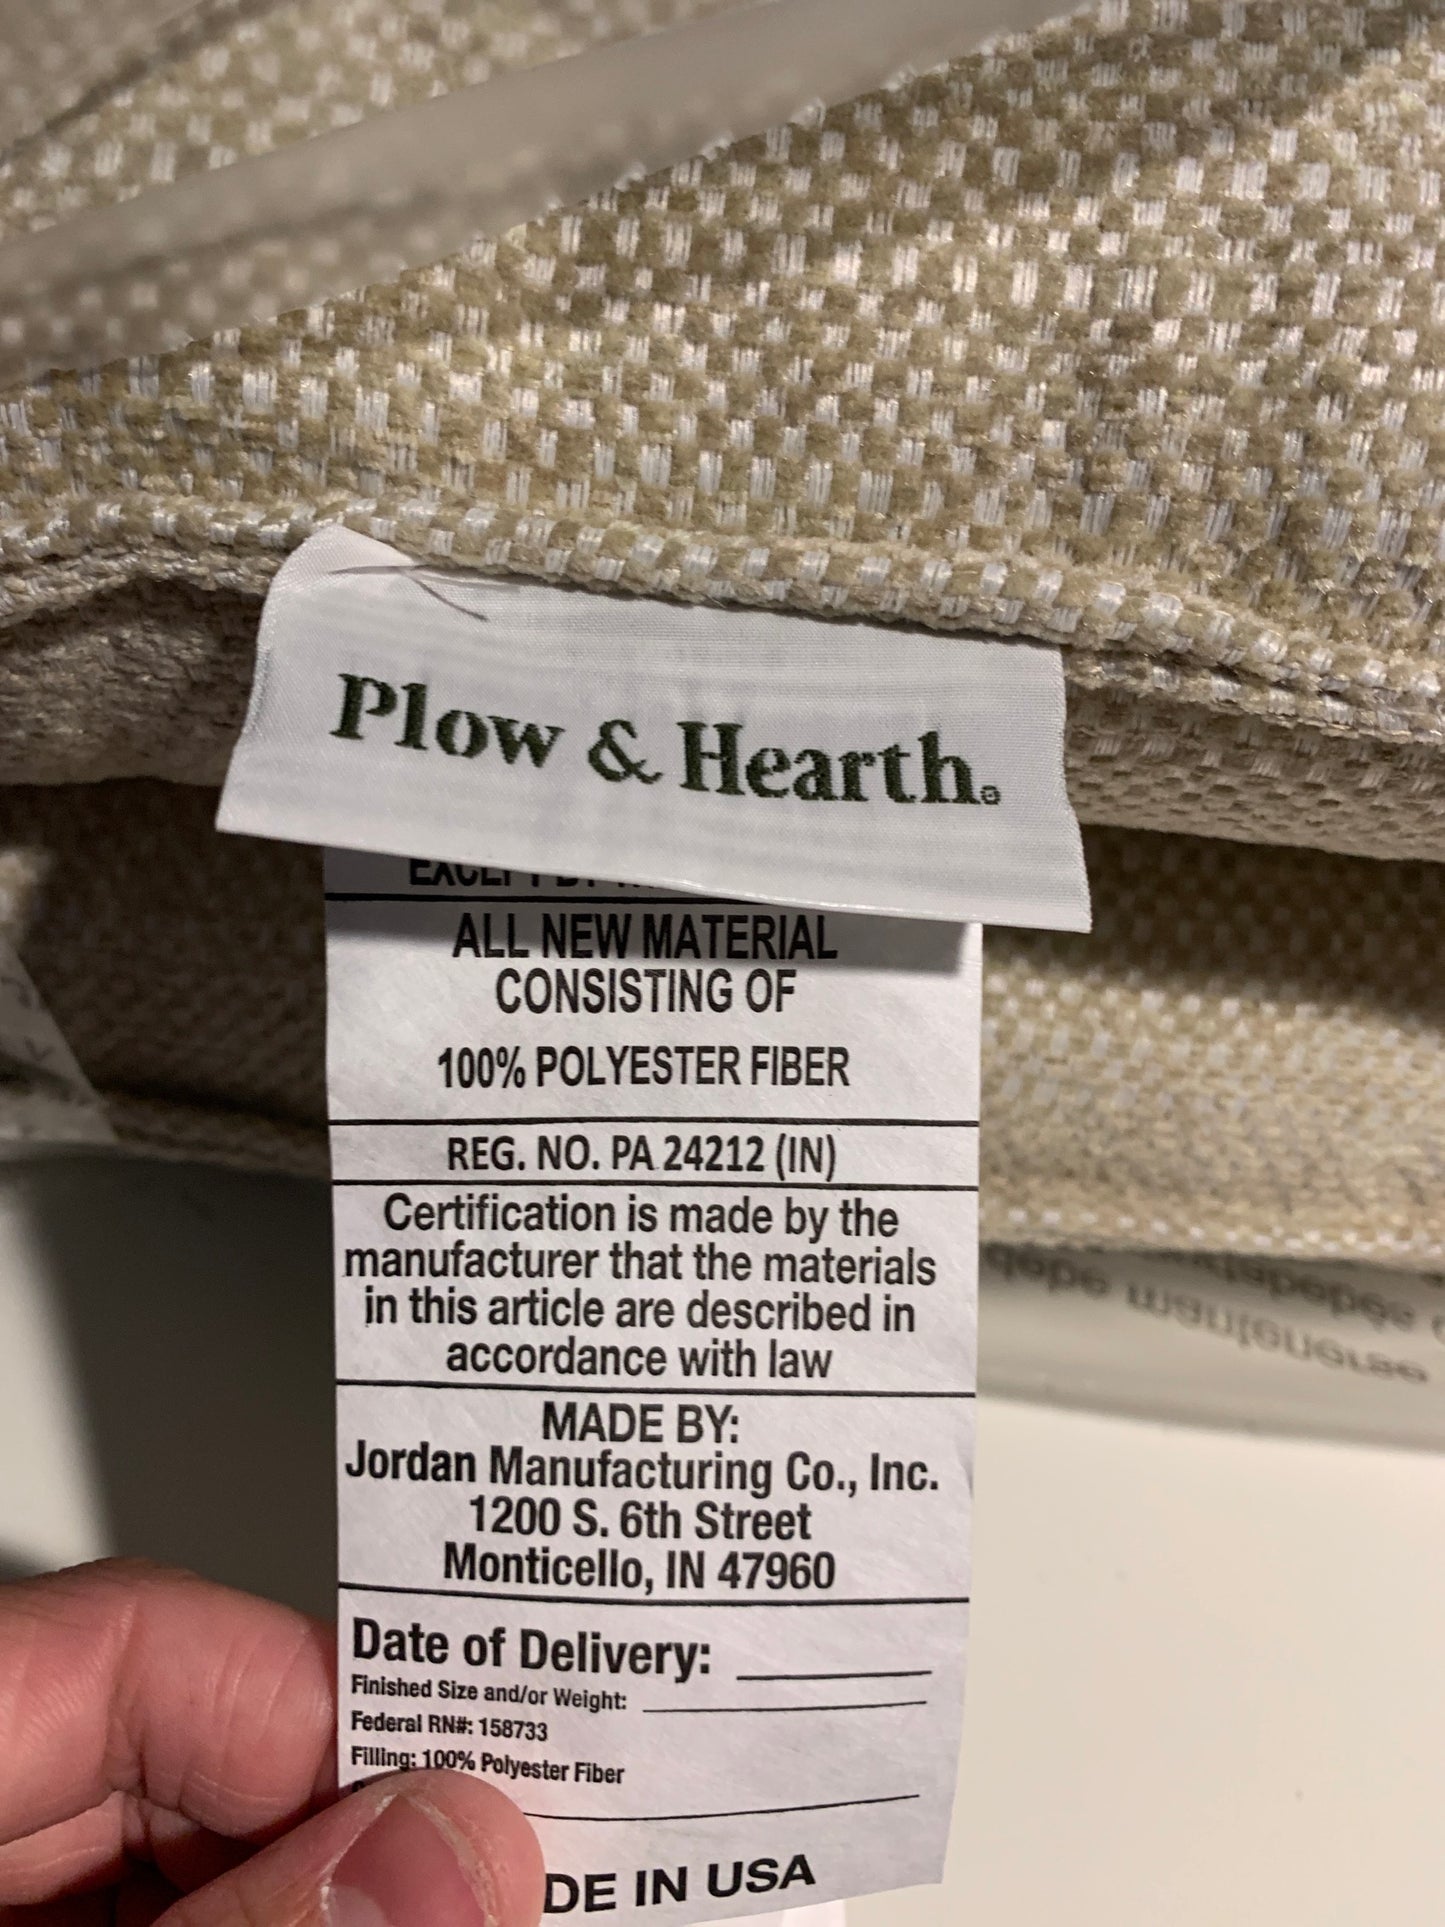 Plow & Hearth
ALL NEW MATERIAL
CONSISTING OF
100% POLYESTER FIBER
REG. NO. PA 24212 (IN)
Certification is made by the
manufacturer that the materials
in this article are described in
accordance with law
MADE BY:
Jordan Manufacturing Co., Inc.
1200 S. 6th Street
Monticello, IN 47960
Date of Delivery:
Finished Size and/or Weight:
Federal RN#: 158733
Filling: 100% Polyester Fiber
DE IN USA
debe mantenerse